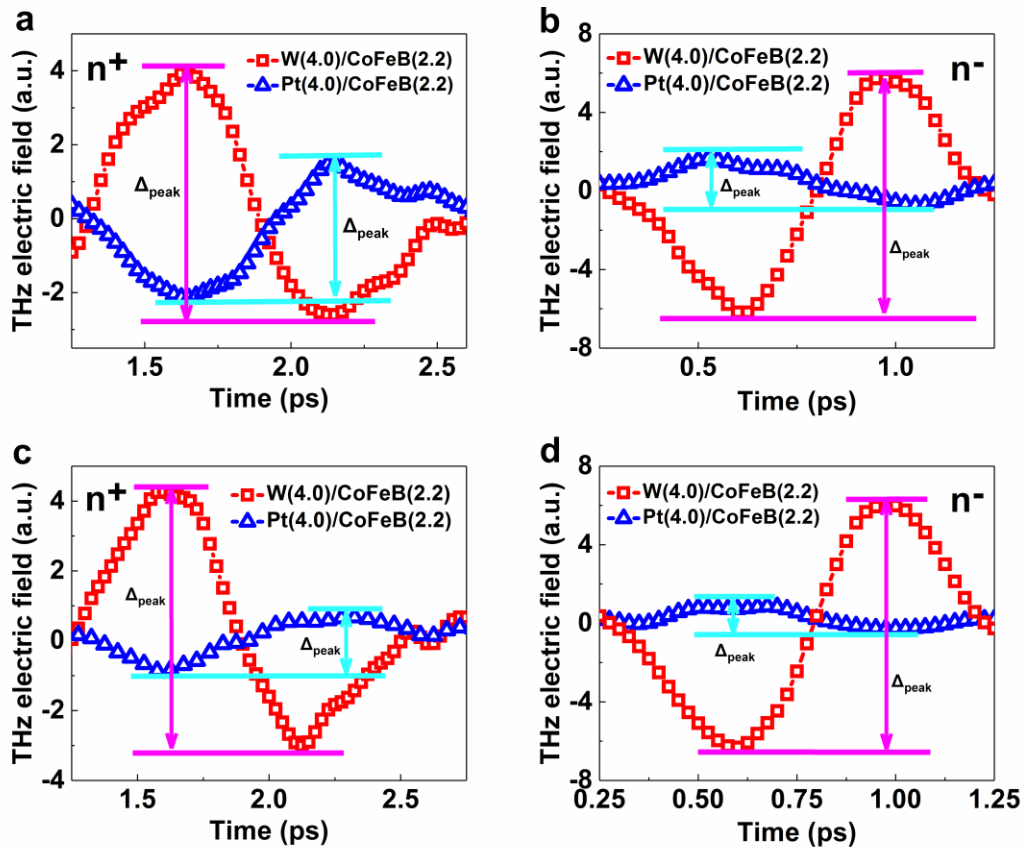 a
n+
W(4.0)/CoFeB(2.2)
Pt(4.0)/CoFeB(2.2)
Δpeak
Δpeak
THz electric field (a.u.)
4
2
0
-2
1.5
2.0
2.5
Time (ps)
b
n-
W(4.0)/CoFeB(2.2)
Pt(4.0)/CoFeB(2.2)
Δpeak
Δpeak
THz electric field (a.u.)
8
4
0
-4
-8
0.5
1.0
Time (ps)
c
n+
W(4.0)/CoFeB(2.2)
Pt(4.0)/CoFeB(2.2)
Δpeak
Δpeak
THz electric field (a.u.)
4
2
0
-2
-4
1.5
2.0
2.5
Time (ps)
d
n-
W(4.0)/CoFeB(2.2)
Pt(4.0)/CoFeB(2.2)
Δpeak
Δpeak
THz electric field (a.u.)
8
4
0
-4
-8
0.25
0.50
0.75
1.00
1.25
Time (ps)